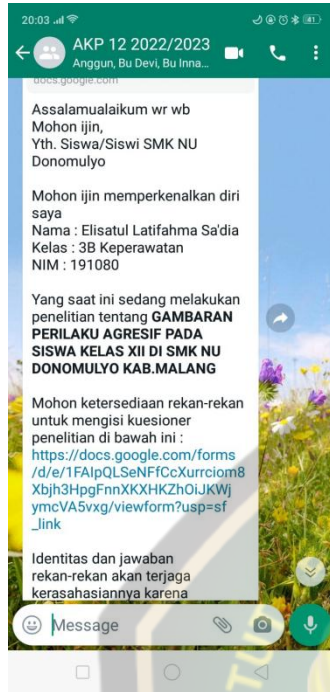 20:03
41
AKP 12 2022/2023
Anggun, Bu Devi, Bu Inna...
docs.google.com
Assalamualaikum wr wb
Mohon ijin,
Yth. Siswa/Siswi SMK NU
Donomulyo
Mohon ijin memperkenalkan diri
saya
Nama : Elisatul Latifahma Sa'dia
Kelas : 3B Keperawatan
NIM : 191080
Yang saat ini sedang melakukan
penelitian tentang GAMBARAN
PERILAKU AGRESIF PADA
SISWA KELAS XII DI SMK NU
DONOMULYO KAB.MALANG
Mohon ketersediaan rekan-rekan
untuk mengisi kuesioner
penelitian di bawah ini :
https://docs.google.com/forms
/d/e/1FAIpQLSeNFfCcXurrciom8
Xbjh3HpgFnnXKXHKZhOiJKWj
ymcVA5vxg/viewform?usp=sf
_link
Identitas dan jawaban
rekan-rekan akan terjaga
kerasahasiannya karena
Message